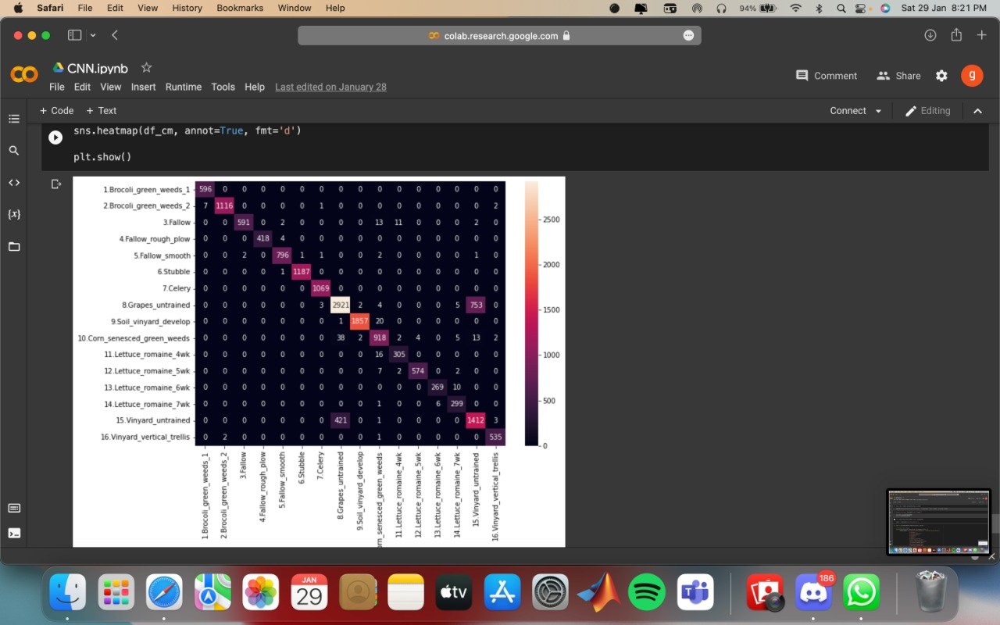 Safari File Edit View History Bookmarks Window Help 94% Sat 29 Jan 8:21 PM
colab.research.google.com
CNN.ipynb
File Edit View Insert Runtime Tools Help Last edited on January 28
Comment Share g
+ Code + Text Connect Editing
sns.heatmap(df_cm, annot=True, fmt='d')
plt.show()
1.Brocoli_green_weeds_1 596 0 0 0 0 0 0 0 0 0 0 0 0 0 0 0
2.Brocoli_green_weeds_2 7 1116 0 0 0 0 1 0 0 0 0 0 0 0 0 2
3.Fallow 0 0 591 0 2 0 0 0 0 13 11 0 0 0 2 0
4.Fallow_rough_plow 0 0 0 418 4 0 0 0 0 0 0 0 0 0 0 0
5.Fallow_smooth 0 0 2 0 796 1 1 0 0 2 0 0 0 0 1 0
6.Stubble 0 0 0 0 1 1187 0 0 0 0 0 0 0 0 0 0
7.Celery 0 0 0 0 0 0 1069 0 0 0 0 0 0 0 0 0
8.Grapes_untrained 0 0 0 0 0 0 3 2921 2 4 0 0 0 5 753 0
9.Soil_vinyard_develop 0 0 0 0 0 0 0 1 1857 20 0 0 0 0 0 0
10.Corn_senesced_green_weeds 0 0 0 0 0 0 0 38 2 918 2 4 0 5 13 2
11.Lettuce_romaine_4wk 0 0 0 0 0 0 0 0 0 16 305 0 0 0 0 0
12.Lettuce_romaine_5wk 0 0 0 0 0 0 0 0 0 7 2 574 0 2 0 0
13.Lettuce_romaine_6wk 0 0 0 0 0 0 0 0 0 0 0 0 269 10 0 0
14.Lettuce_romaine_7wk 0 0 0 0 0 0 0 0 0 1 0 0 6 299 0 0
15.Vinyard_untrained 0 0 0 0 0 0 0 421 0 1 0 0 0 0 1412 3
16.Vinyard_vertical_trellis 0 2 0 0 0 0 0 0 0 1 0 0 0 0 0 535
2500
2000
1500
1000
500
0
1.Brocoli_green_weeds_1
2.Brocoli_green_weeds_2
3.Fallow
4.Fallow_rough_plow
5.Fallow_smooth
6.Stubble
7.Celery
8.Grapes_untrained
9.Soil_vinyard_develop
orn_senesced_green_weeds
11.Lettuce_romaine_4wk
12.Lettuce_romaine_5wk
13.Lettuce_romaine_6wk
14.Lettuce_romaine_7wk
15.Vinyard_untrained
16.Vinyard_vertical_trellis
{x}
JAN
29
tv
186